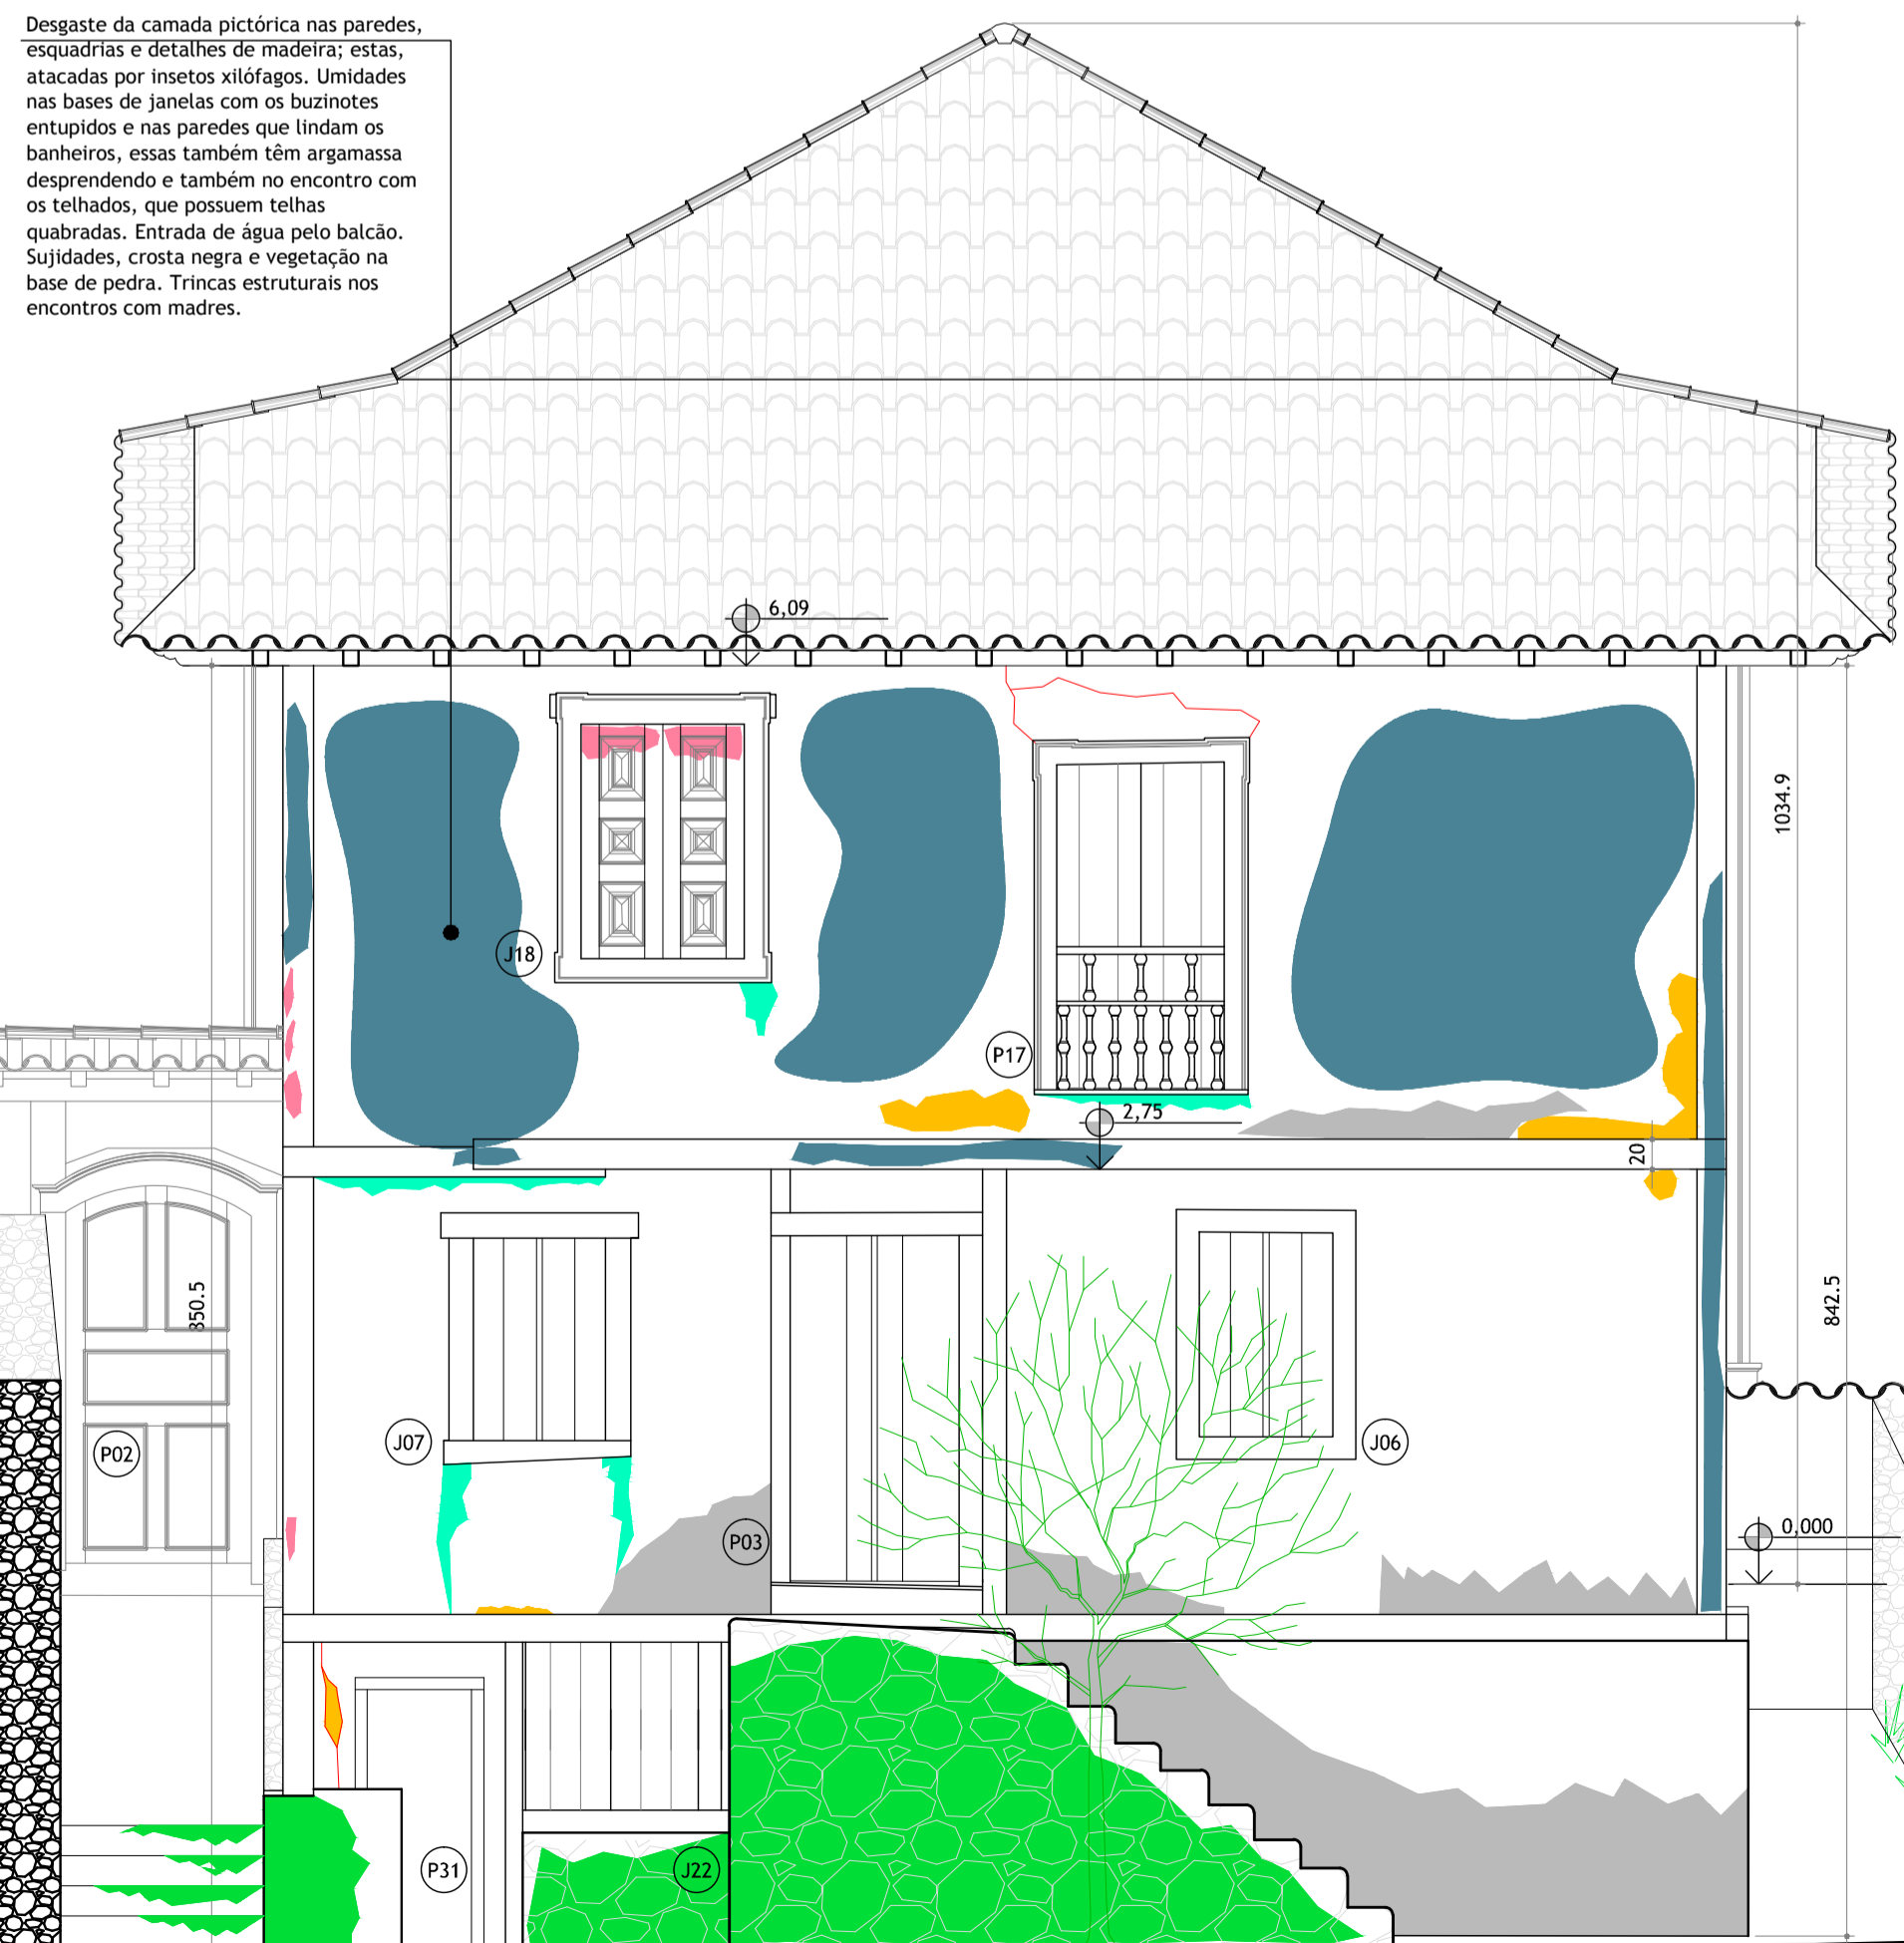 Desgaste da camada pictórica nas paredes,
esquadrias e detalhes de madeira; estas,
atacadas por insetos xilófagos. Umidades
nas bases de janelas com os buzinotes
entupidos e nas paredes que lindam os
banheiros, essas também têm argamassa
desprendendo e também no encontro com
os telhados, que possuem telhas
quabradas. Entrada de água pelo balcão.
Sujidades, crosta negra e vegetação na
base de pedra. Trincas estruturais nos
encontros com madres.
6,09
1034.9
J18
P17
2,75
20
850.5
842.5
J07
J06
P02
P03
0,000
P31
J22